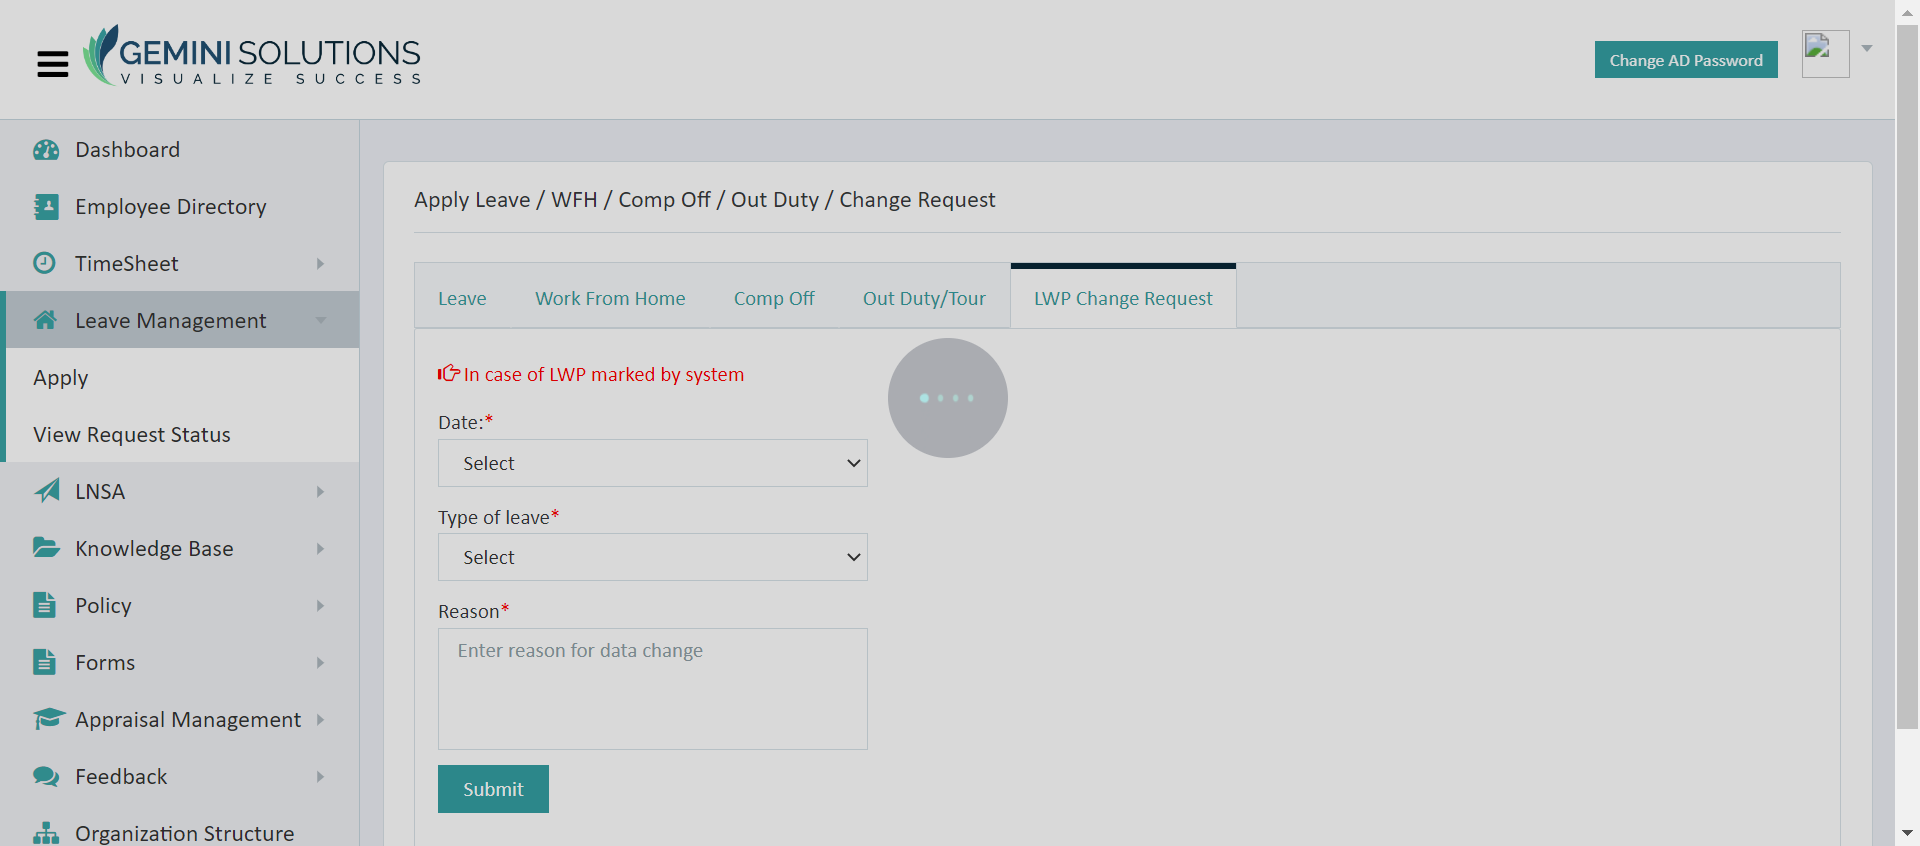 GEMINI SOLUTIONS
VISUALIZE SUCCESS
Change AD Password
Dashboard
Employee Directory
TimeSheet
Leave Management
Apply
View Request Status
LNSA
Knowledge Base
Policy
Forms
Appraisal Management
Feedback
Organization Structure
Apply Leave / WFH / Comp Off / Out Duty / Change Request
Leave Work From Home Comp Off Out Duty/Tour LWP Change Request
In case of LWP marked by system
Date:*
Select
Type of leave*
Select
Reason*
Enter reason for data change
Submit